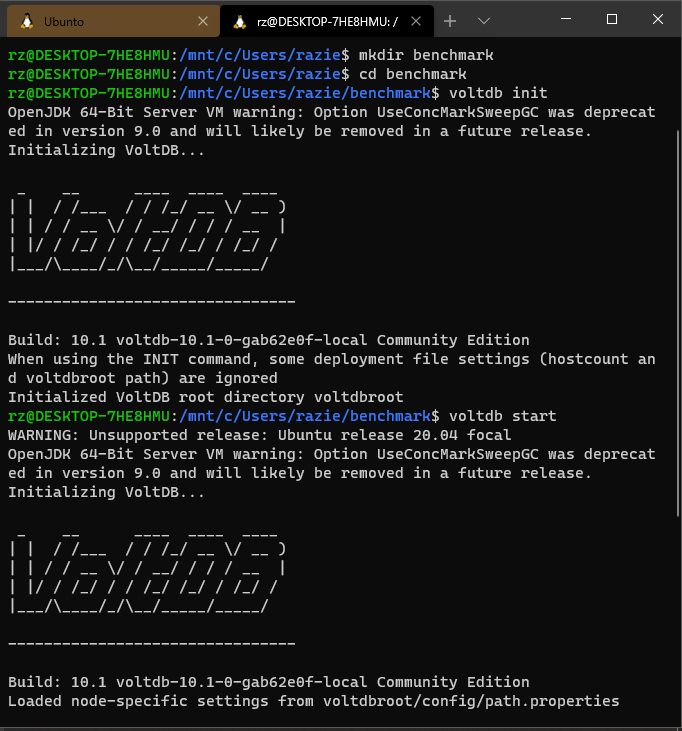 Ubunto
rz@DESKTOP-7HE8HMU: /
rz@DESKTOP-7HE8HMU:/mnt/c/Users/razie$ mkdir benchmark
rz@DESKTOP-7HE8HMU:/mnt/c/Users/razie$ cd benchmark
rz@DESKTOP-7HE8HMU:/mnt/c/Users/razie/benchmark$ voltdb init
OpenJDK 64-Bit Server VM warning: Option UseConcMarkSweepGC was deprecat
ed in version 9.0 and will likely be removed in a future release.
Initializing VoltDB...
 _    __      ____  ____  ____
| |  / /___  / / /_/ __ \/ __ )
| | / / __ \/ / __/ / / / __  |
| |/ / /_/ / / /_/ /_/ / /_/ /
|___/\____/_/\__/_____/_____/
--------------------------------
Build: 10.1 voltdb-10.1-0-gab62e0f-local Community Edition
When using the INIT command, some deployment file settings (hostcount an
d voltdbroot path) are ignored
Initialized VoltDB root directory voltdbroot
rz@DESKTOP-7HE8HMU:/mnt/c/Users/razie/benchmark$ voltdb start
WARNING: Unsupported release: Ubuntu release 20.04 focal
OpenJDK 64-Bit Server VM warning: Option UseConcMarkSweepGC was deprecat
ed in version 9.0 and will likely be removed in a future release.
Initializing VoltDB...
 _    __      ____  ____  ____
| |  / /___  / / /_/ __ \/ __ )
| | / / __ \/ / __/ / / / __  |
| |/ / /_/ / / /_/ /_/ / /_/ /
|___/\____/_/\__/_____/_____/
--------------------------------
Build: 10.1 voltdb-10.1-0-gab62e0f-local Community Edition
Loaded node-specific settings from voltdbroot/config/path.properties